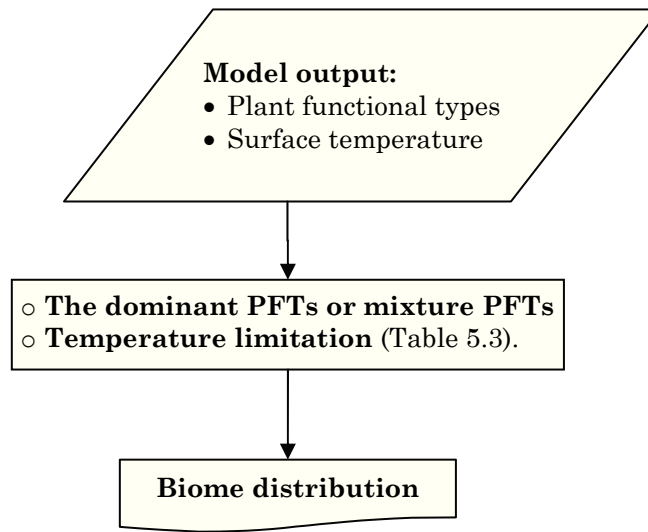 Model output:
• Plant functional types
• Surface temperature
○ The dominant PFTs or mixture PFTs
○ Temperature limitation (Table 5.3).
Biome distribution